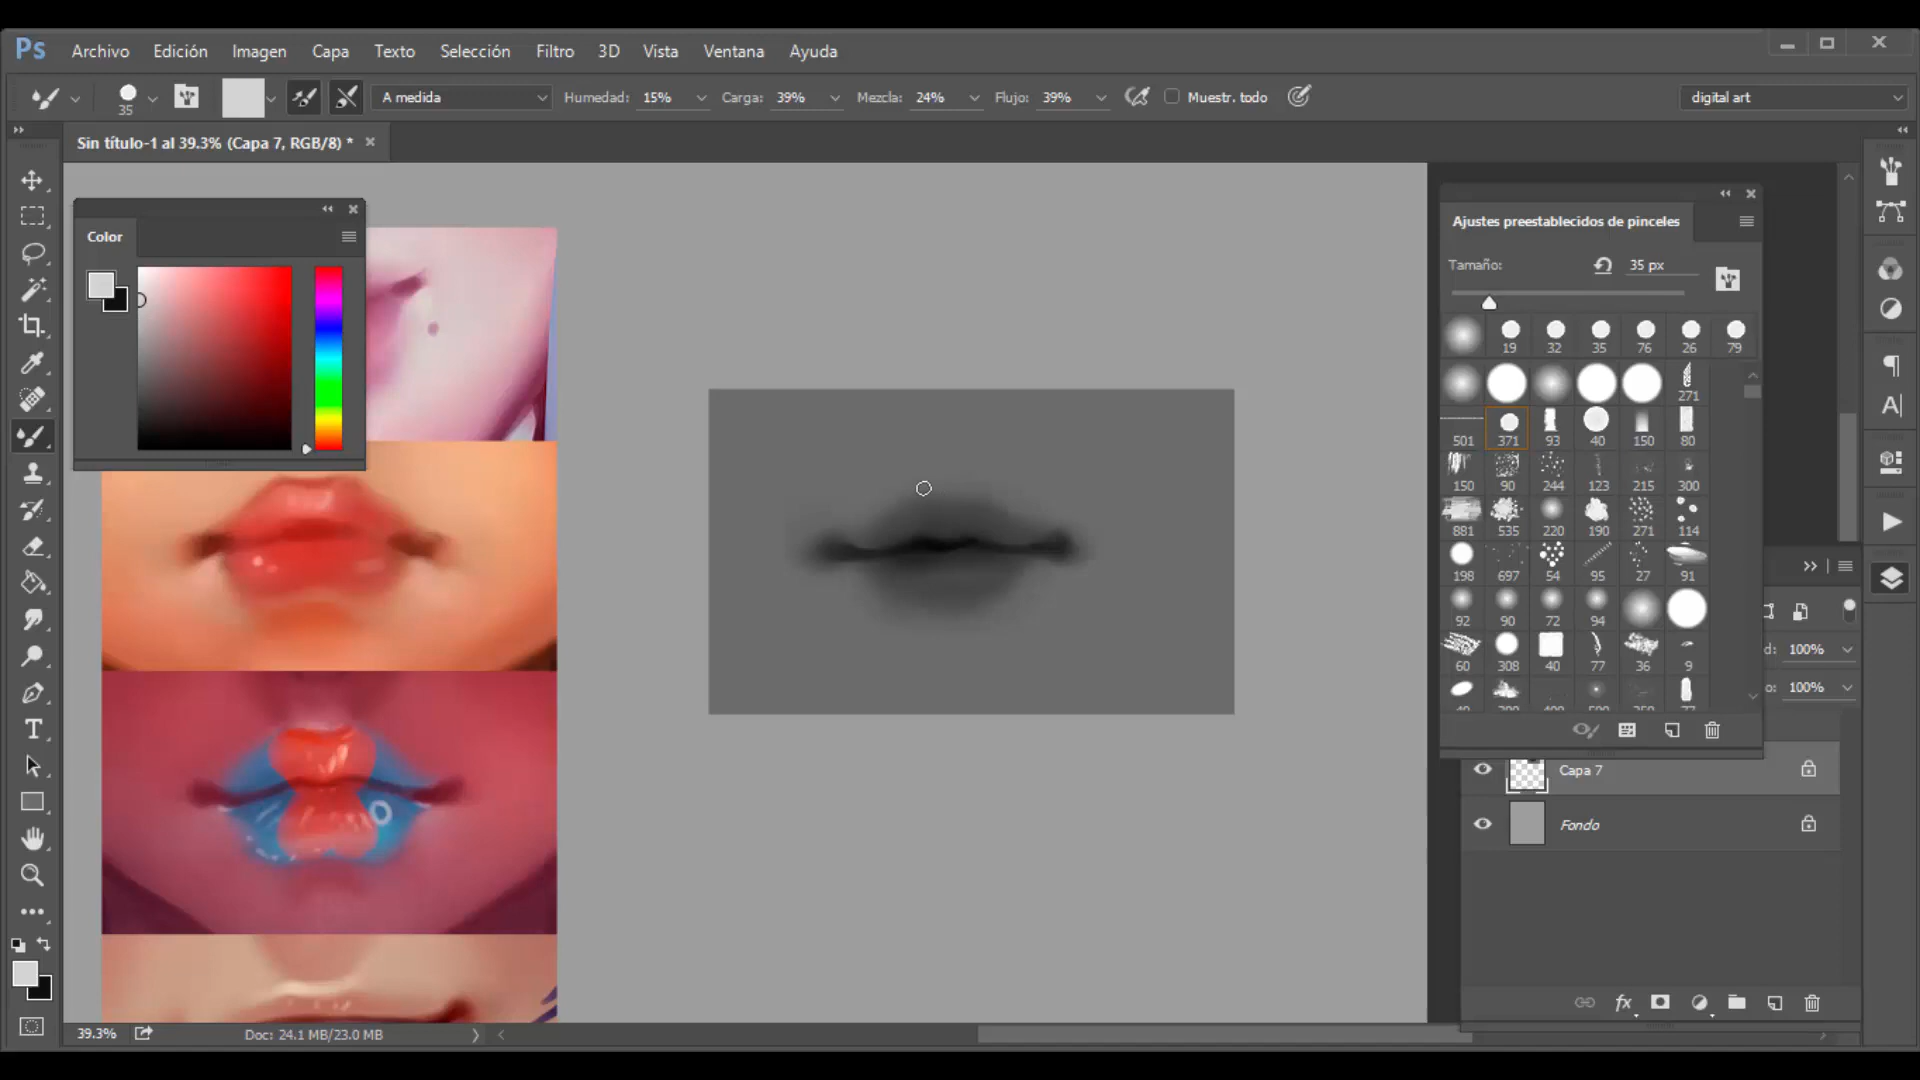 Ps Archivo Edición Imagen Capa Texto Selección Filtro 3D Vista Ventana Ayuda
35 A medida Humedad: 15% Carga: 39% Mezcla: 24% Flujo: 39% Muestr. todo digital art
Sin título-1 al 39.3% (Capa 7, RGB/8) *
Color
Ajustes preestablecidos de pinceles
Tamaño: 35 px
19 32 35 76 26 79
271
501 371 93 40 150 80
150 90 244 123 215 300
881 535 220 190 271 114
198 697 54 95 27 91
92 90 72 94
60 308 40 77 36 9
d: 100%
o: 100%
Capa 7
Fondo
fx
39.3% Doc: 24.1 MB/23.0 MB